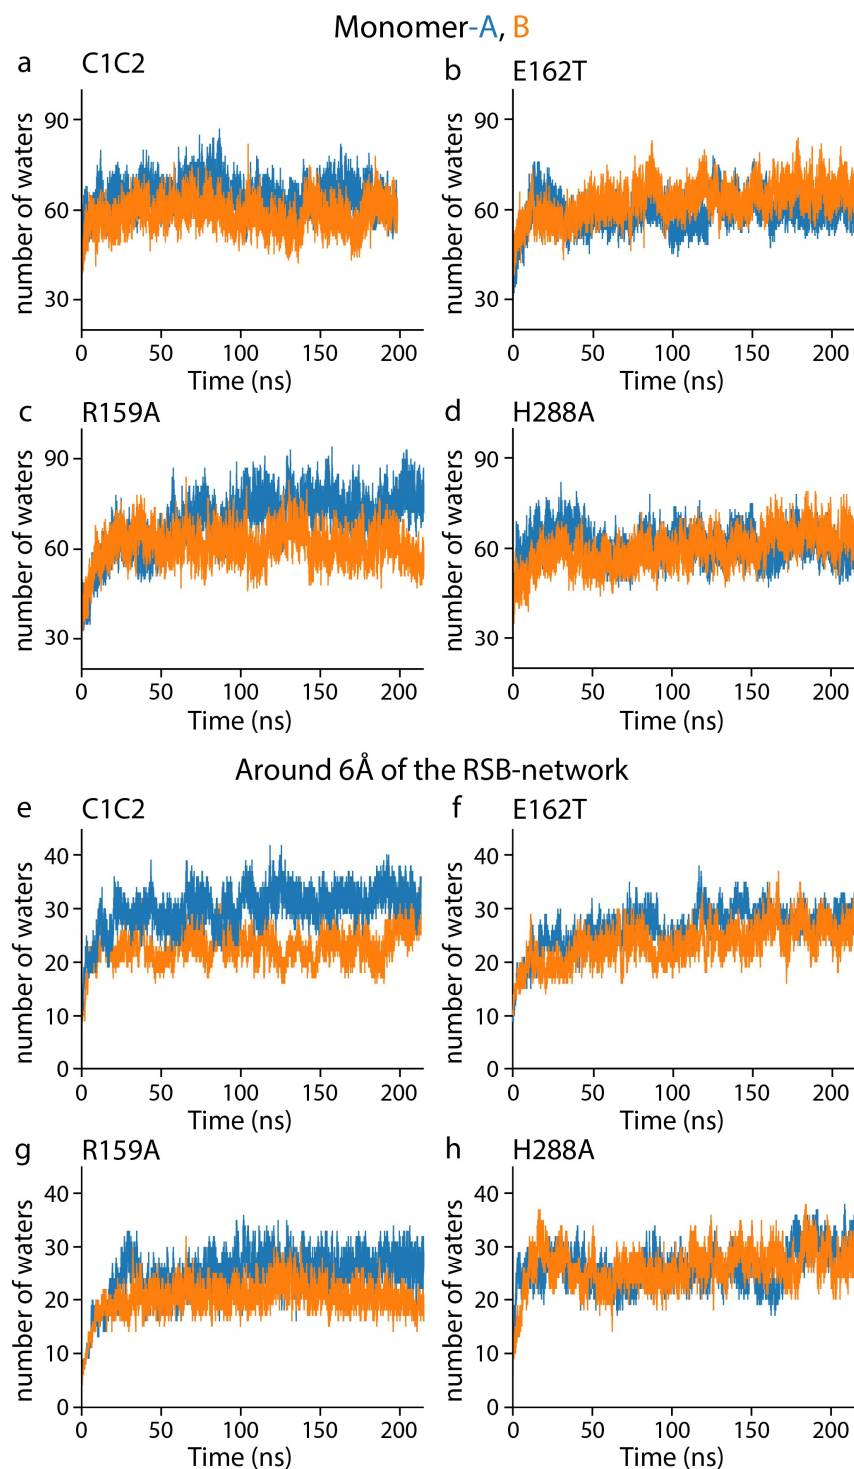 Monomer-A, B
a C1C2
number of waters
90
60
30
0 50 100 150 200
Time (ns)
b E162T
number of waters
90
60
30
0 50 100 150 200
Time (ns)
c R159A
number of waters
90
60
30
0 50 100 150 200
Time (ns)
d H288A
number of waters
90
60
30
0 50 100 150 200
Time (ns)
Around 6Å of the RSB-network
e C1C2
number of waters
40
30
20
10
0
0 50 100 150 200
Time (ns)
f E162T
number of waters
40
30
20
10
0
0 50 100 150 200
Time (ns)
g R159A
number of waters
40
30
20
10
0
0 50 100 150 200
Time (ns)
h H288A
number of waters
40
30
20
10
0
0 50 100 150 200
Time (ns)